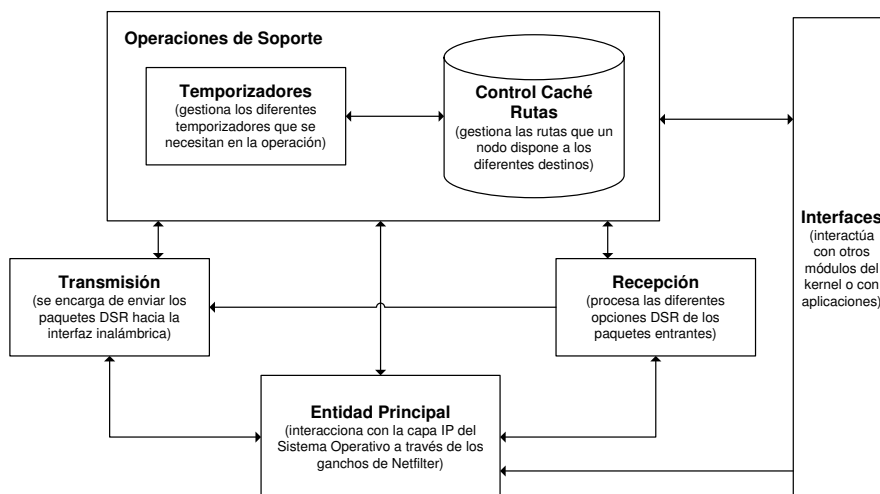 Operaciones de Soporte
Temporizadores
(gestiona los diferentes
temporizadores que se
necesitan en la operación)
Control Caché
Rutas
(gestiona las rutas que un
nodo dispone a los
diferentes destinos)
Interfaces
(interactúa
con otros
módulos del
kernel o con
aplicaciones)
Transmisión
(se encarga de enviar los
paquetes DSR hacia la
interfaz inalámbrica)
Recepción
(procesa las diferentes
opciones DSR de los
paquetes entrantes)
Entidad Principal
(interacciona con la capa IP del
Sistema Operativo a través de los
ganchos de Netfilter)